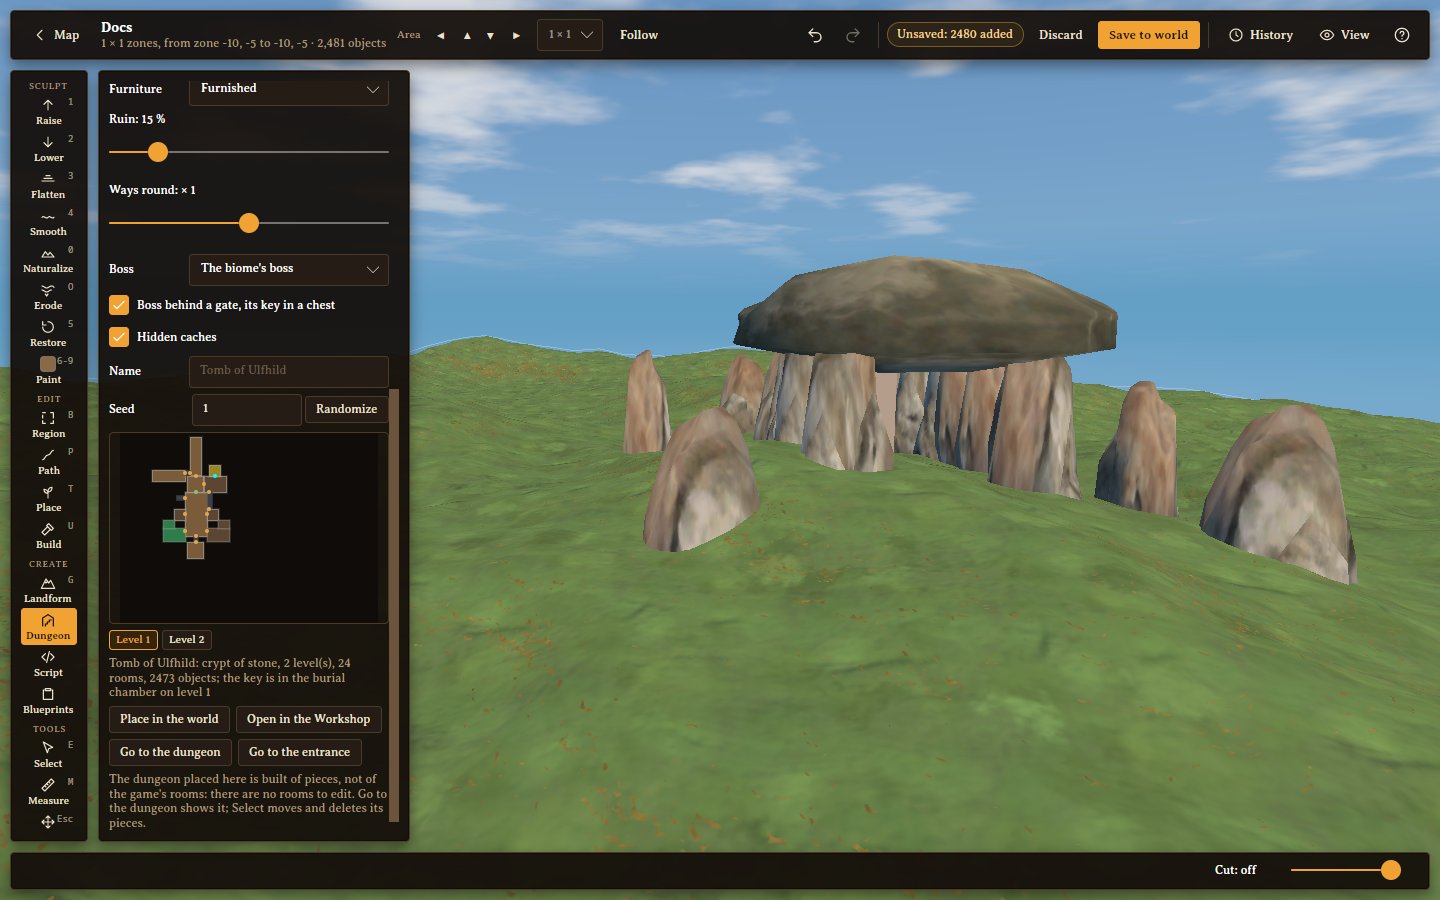 Map
Docs
1 × 1 zones, from zone -10, -5 to -10, -5 · 2,481 objects
Area
1 × 1
Follow
Unsaved: 2480 added
Discard
Save to world
History
View
SCULPT
Raise 1
Lower 2
Flatten 3
Smooth 4
Naturalize 0
Erode O
Restore 5
Paint 6-9
EDIT
Region B
Path P
Place T
Build U
CREATE
Landform G
Dungeon
Script
Blueprints
TOOLS
Select E
Measure M
Esc
Furniture Furnished
Ruin: 15 %
Ways round: × 1
Boss The biome's boss
Boss behind a gate, its key in a chest
Hidden caches
Name Tomb of Ulfhild
Seed 1 Randomize
Level 1 Level 2
Tomb of Ulfhild: crypt of stone, 2 level(s), 24
rooms, 2473 objects; the key is in the burial
chamber on level 1
Place in the world Open in the Workshop
Go to the dungeon Go to the entrance
The dungeon placed here is built of pieces, not of
the game's rooms: there are no rooms to edit. Go to
the dungeon shows it; Select moves and deletes its
pieces.
Cut: off